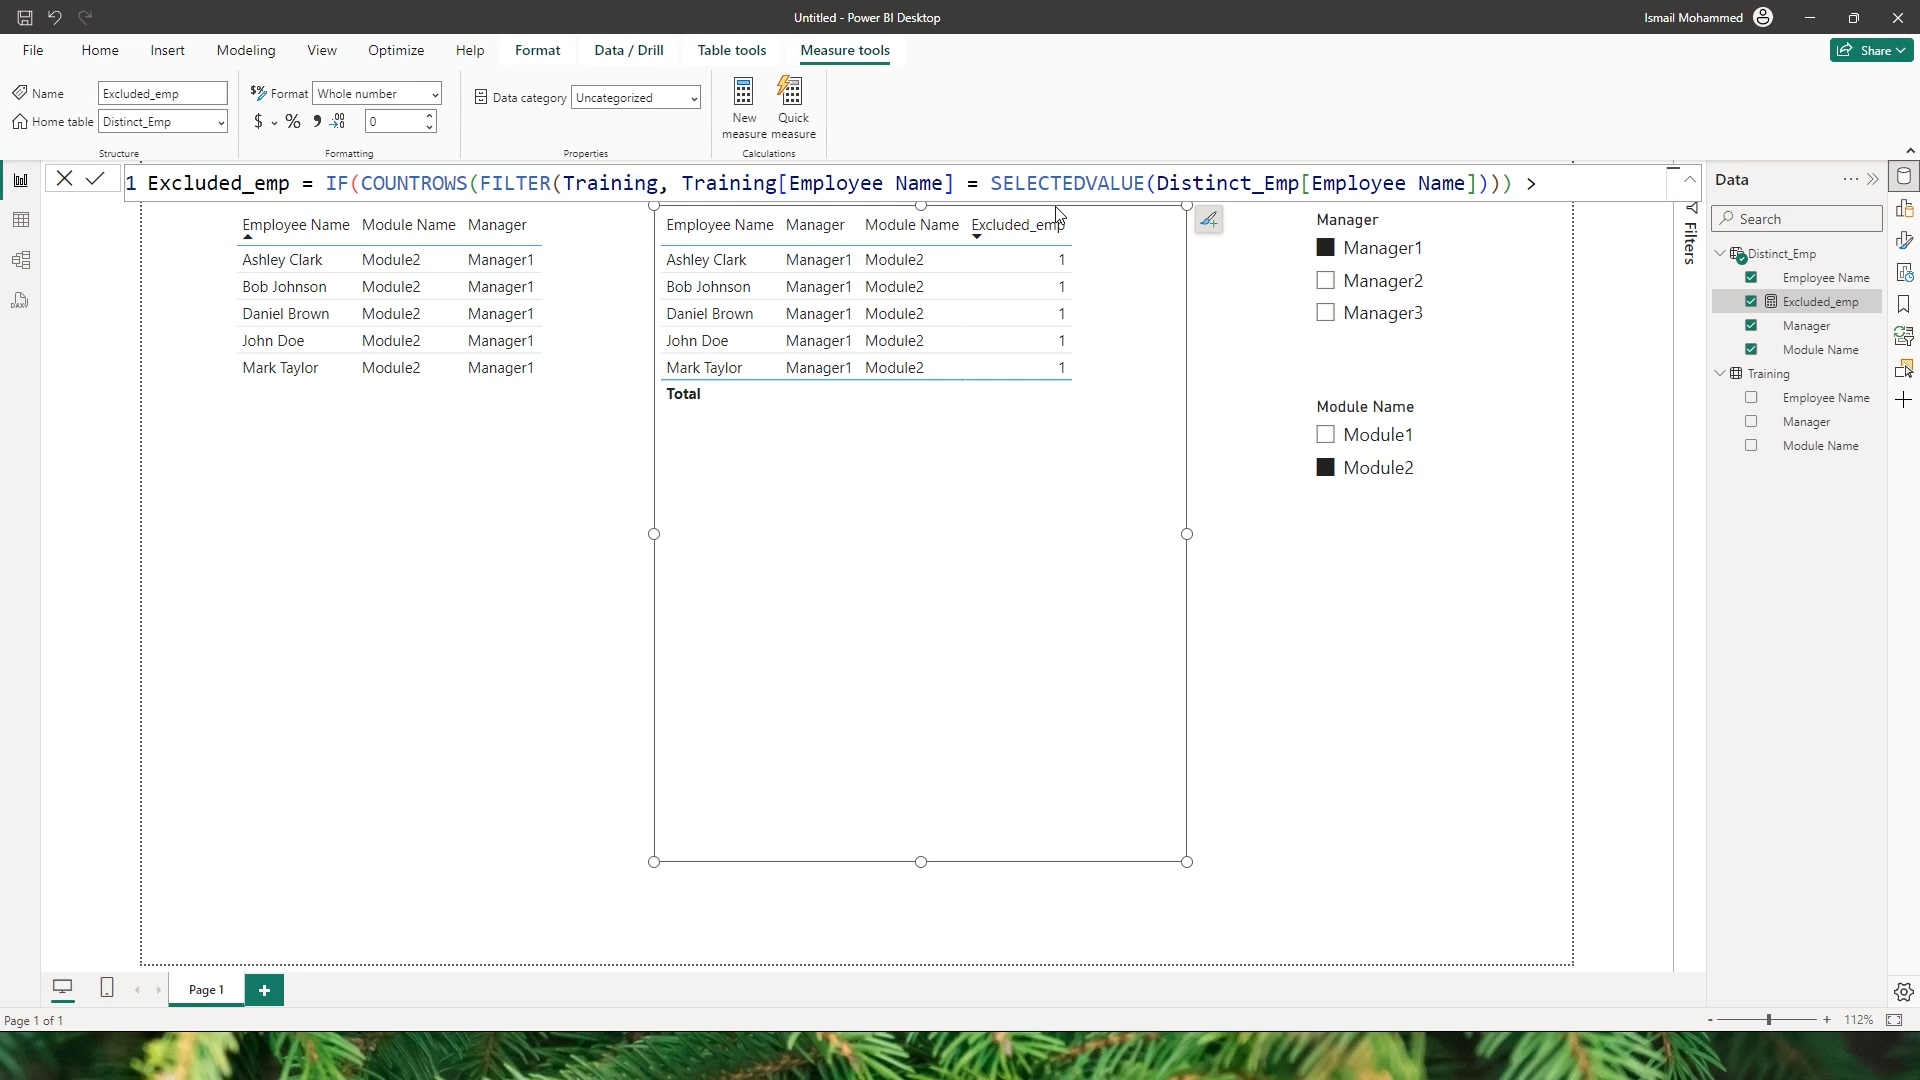 Untitled - Power BI Desktop
Ismail Mohammed
File Home Insert Modeling View Optimize Help Format Data / Drill Table tools Measure tools
Share
Name Excluded_emp
Home table Distinct_Emp
Structure
Format Whole number
$ % 0
Formatting
Data category Uncategorized
Properties
New measure
Quick measure
Calculations
1 Excluded_emp = IF(COUNTROWS(FILTER(Training, Training[Employee Name] = SELECTEDVALUE(Distinct_Emp[Employee Name]))) >
Employee Name Module Name Manager
Ashley Clark Module2 Manager1
Bob Johnson Module2 Manager1
Daniel Brown Module2 Manager1
John Doe Module2 Manager1
Mark Taylor Module2 Manager1
Employee Name Manager Module Name Excluded_emp
Ashley Clark Manager1 Module2 1
Bob Johnson Manager1 Module2 1
Daniel Brown Manager1 Module2 1
John Doe Manager1 Module2 1
Mark Taylor Manager1 Module2 1
Total
Manager
Manager1
Manager2
Manager3
Module Name
Module1
Module2
Filters
Data
Search
Distinct_Emp
Employee Name
Excluded_emp
Manager
Module Name
Training
Employee Name
Manager
Module Name
Page 1
Page 1 of 1
- + 112%